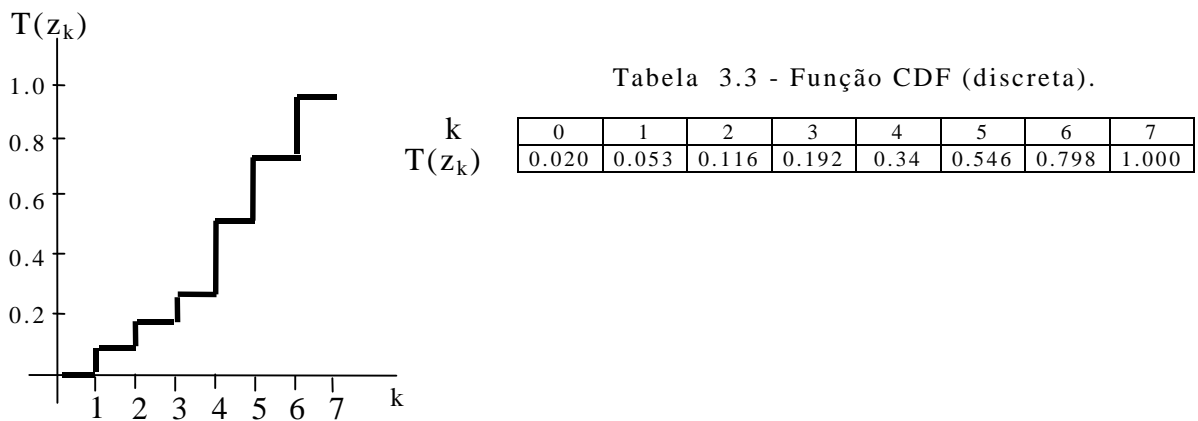 T(zₖ)
1.0
0.8
0.6
0.4
0.2
1 2 3 4 5 6 7 k
Tabela 3.3 - Função CDF (discreta).
k 0 1 2 3 4 5 6 7
T(zₖ) 0.020 0.053 0.116 0.192 0.34 0.546 0.798 1.000